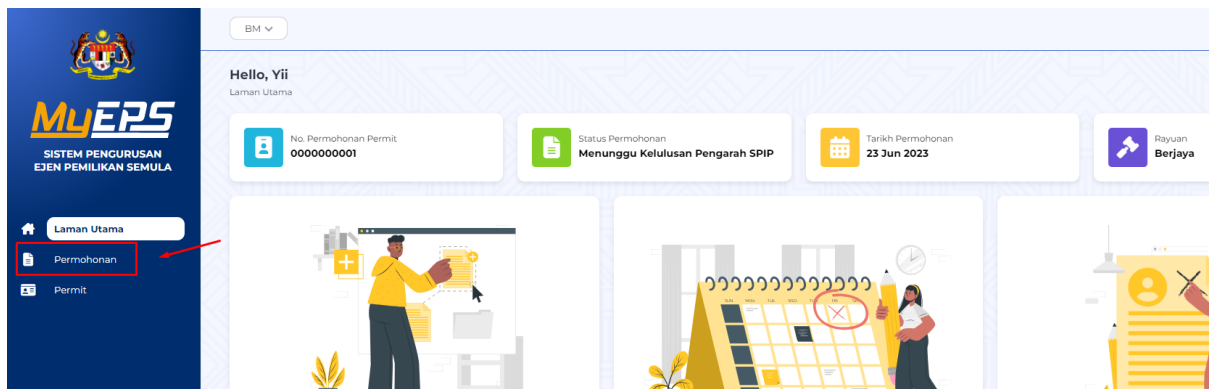 BM
Hello, Yii
Laman Utama
MyEPS
SISTEM PENGURUSAN
EJEN PEMILIKAN SEMULA
No. Permohonan Permit
0000000001
Status Permohonan
Menunggu Kelulusan Pengarah SPIP
Tarikh Permohonan
23 Jun 2023
Rayuan
Berjaya
Laman Utama
Permohonan
Permit